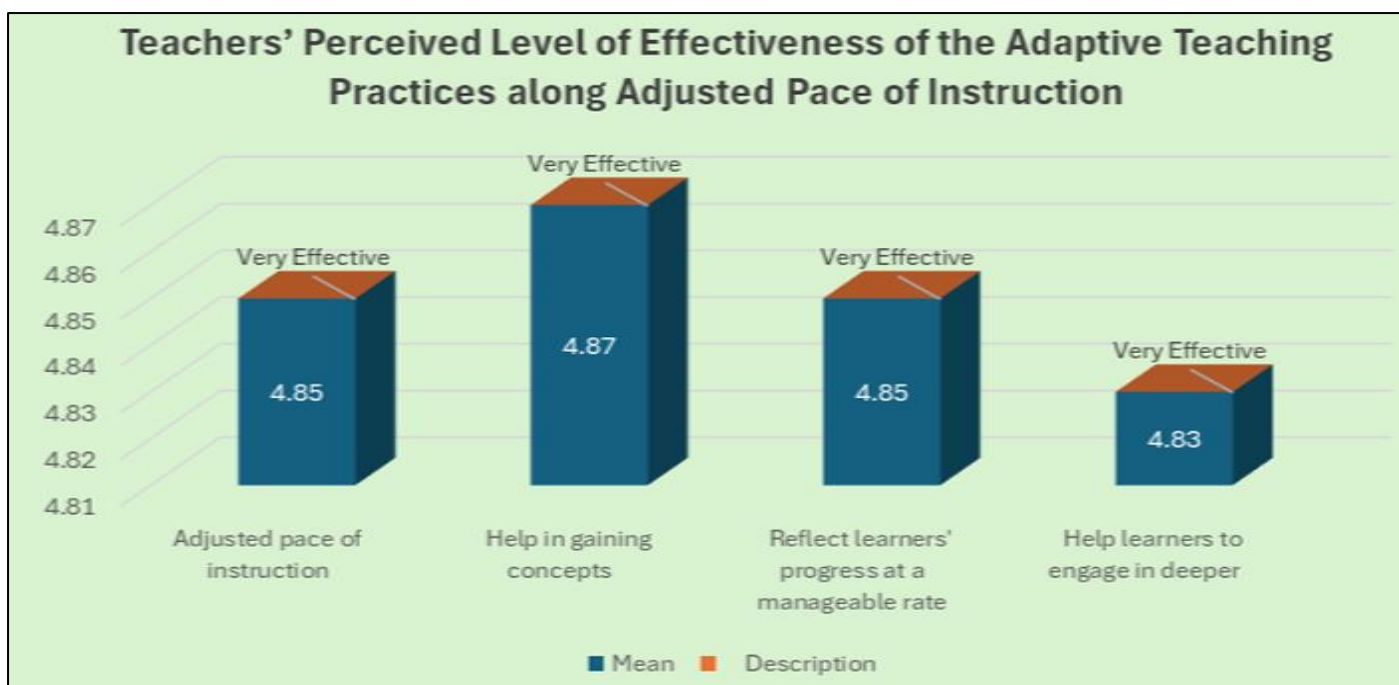 Teachers’ Perceived Level of Effectiveness of the Adaptive Teaching
Practices along Adjusted Pace of Instruction
4.87
4.86
4.85
4.84
4.83
4.82
4.81
Very Effective
Very Effective
Very Effective
Very Effective
4.85
4.87
4.85
4.83
Adjusted pace of
instruction
Help in gaining
concepts
Reflect learners'
progress at a
manageable rate
Help learners to
engage in deeper
Mean
Description